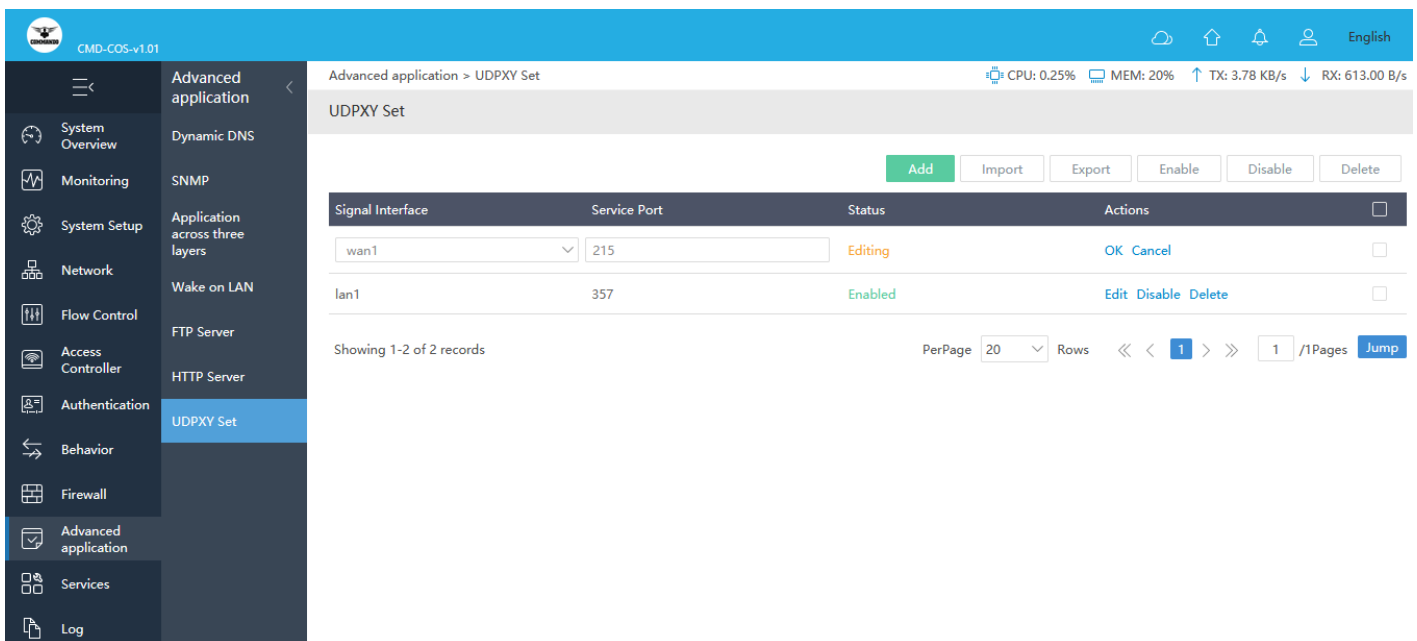 COMMANDO
CMD-COS-v1.01
English
Advanced application > UDPXY Set
CPU: 0.25%
MEM: 20%
TX: 3.78 KB/s
RX: 613.00 B/s
System
Overview
Monitoring
System Setup
Network
Flow Control
Access
Controller
Authentication
Behavior
Firewall
Advanced
application
Services
Log
Advanced
application
Dynamic DNS
SNMP
Application
across three
layers
Wake on LAN
FTP Server
HTTP Server
UDPXY Set
UDPXY Set
Add Import Export Enable Disable Delete
Signal Interface Service Port Status Actions
wan1 215 Editing OK Cancel
lan1 357 Enabled Edit Disable Delete
Showing 1-2 of 2 records
PerPage 20 Rows 1 1 /1Pages Jump